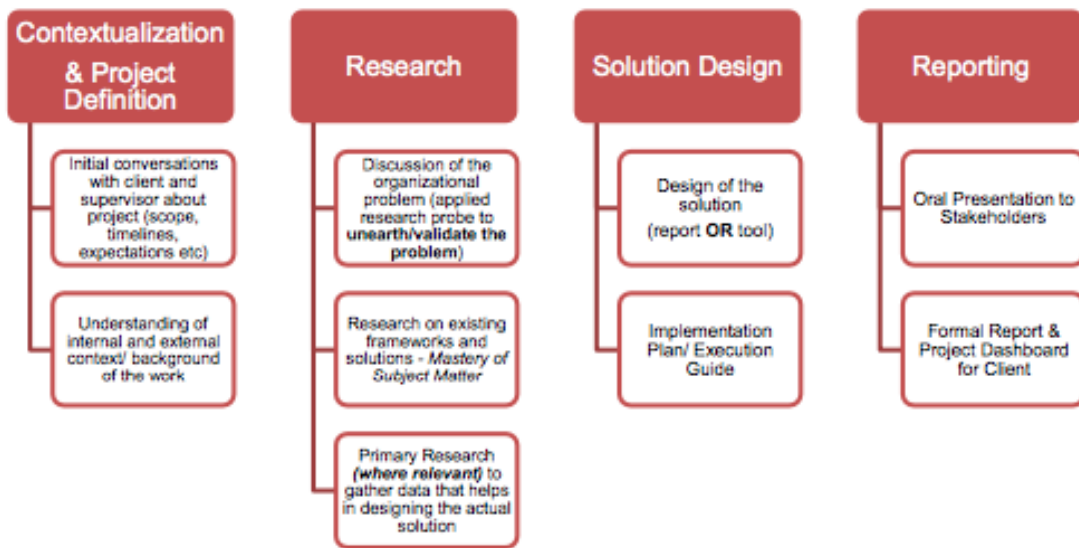 Contextualization
& Project
Definition
Initial conversations
with client and
supervisor about
project (scope,
timelines,
expectations etc)
Understanding of
internal and external
context/ background
of the work
Research
Discussion of the
organizational
problem (applied
research probe to
unearth/validate the
problem)
Research on existing
frameworks and
solutions - Mastery of
Subject Matter
Primary Research
(where relevant) to
gather data that helps
in designing the actual
solution
Solution Design
Design of the
solution
(report OR tool)
Implementation
Plan/ Execution
Guide
Reporting
Oral Presentation to
Stakeholders
Formal Report &
Project Dashboard
for Client